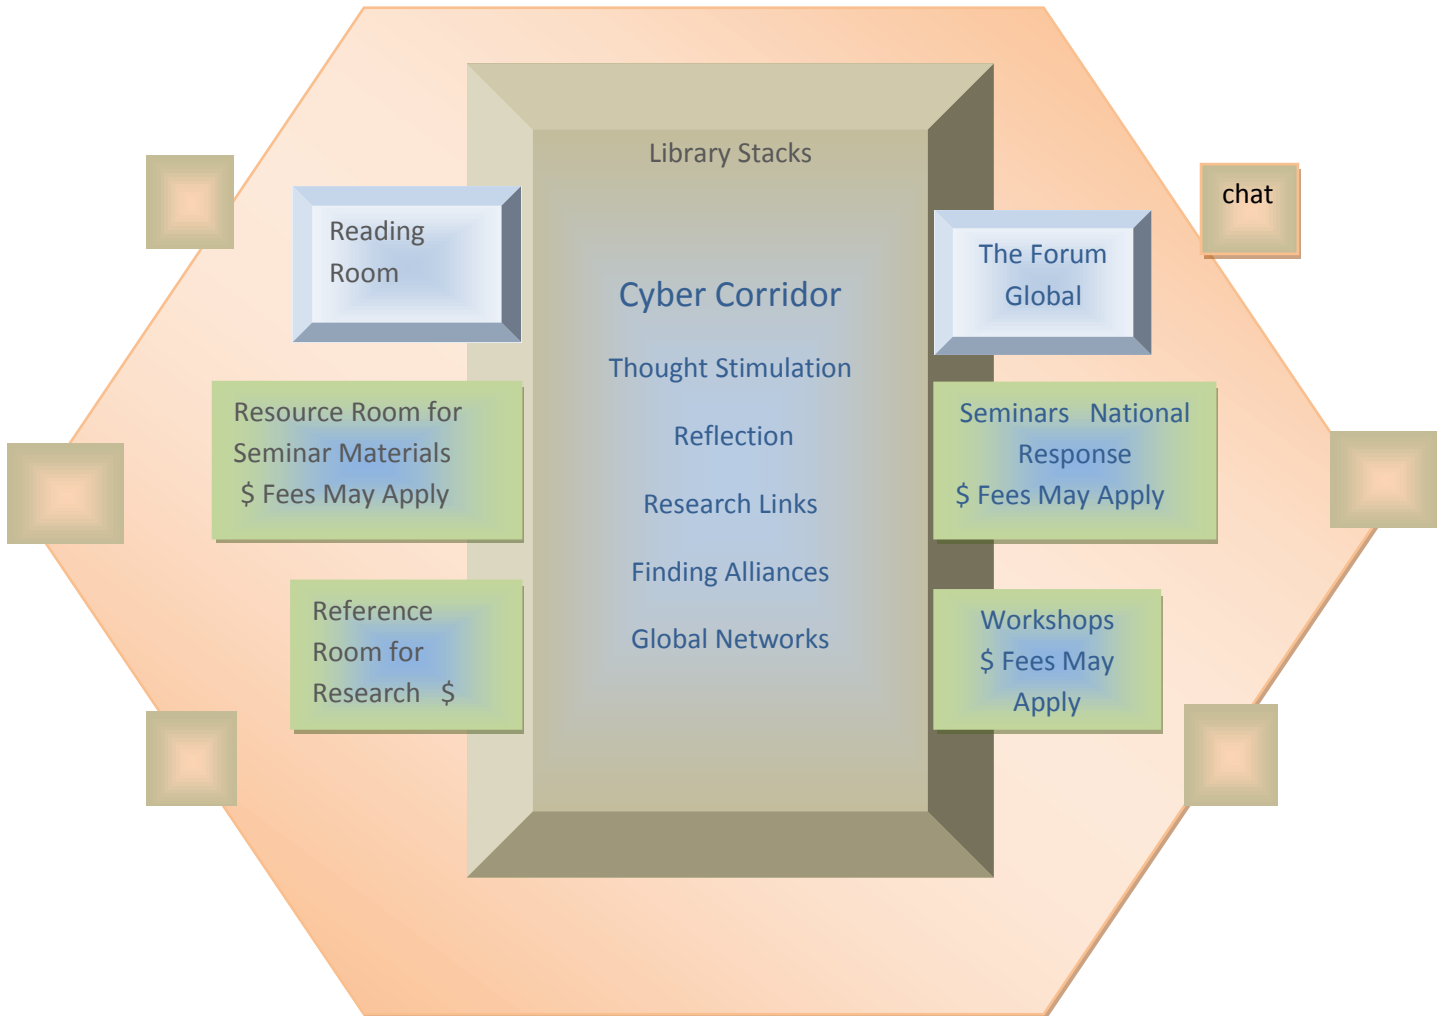 Library Stacks
chat
Reading
Room
The Forum
Global
Cyber Corridor
Thought Stimulation
Reflection
Research Links
Finding Alliances
Global Networks
Resource Room for
Seminar Materials
$ Fees May Apply
Seminars National
Response
$ Fees May Apply
Reference
Room for
Research $
Workshops
$ Fees May
Apply